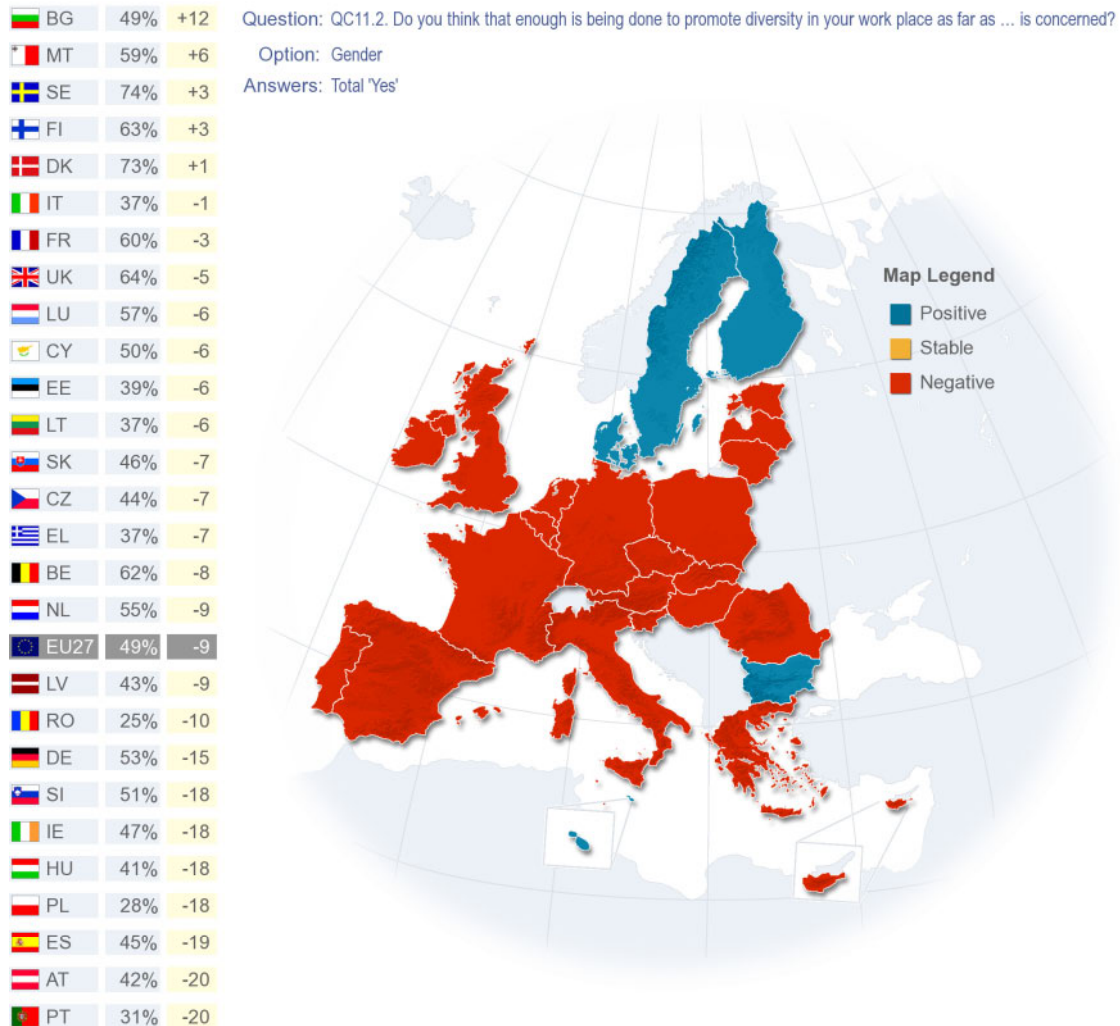 BG 49% +12
MT 59% +6
SE 74% +3
FI 63% +3
DK 73% +1
IT 37% -1
FR 60% -3
UK 64% -5
LU 57% -6
CY 50% -6
EE 39% -6
LT 37% -6
SK 46% -7
CZ 44% -7
EL 37% -7
BE 62% -8
NL 55% -9
EU27 49% -9
LV 43% -9
RO 25% -10
DE 53% -15
SI 51% -18
IE 47% -18
HU 41% -18
PL 28% -18
ES 45% -19
AT 42% -20
PT 31% -20
Question: QC11.2. Do you think that enough is being done to promote diversity in your work place as far as ... is concerned?
Option: Gender
Answers: Total 'Yes'
Map Legend
Positive
Stable
Negative